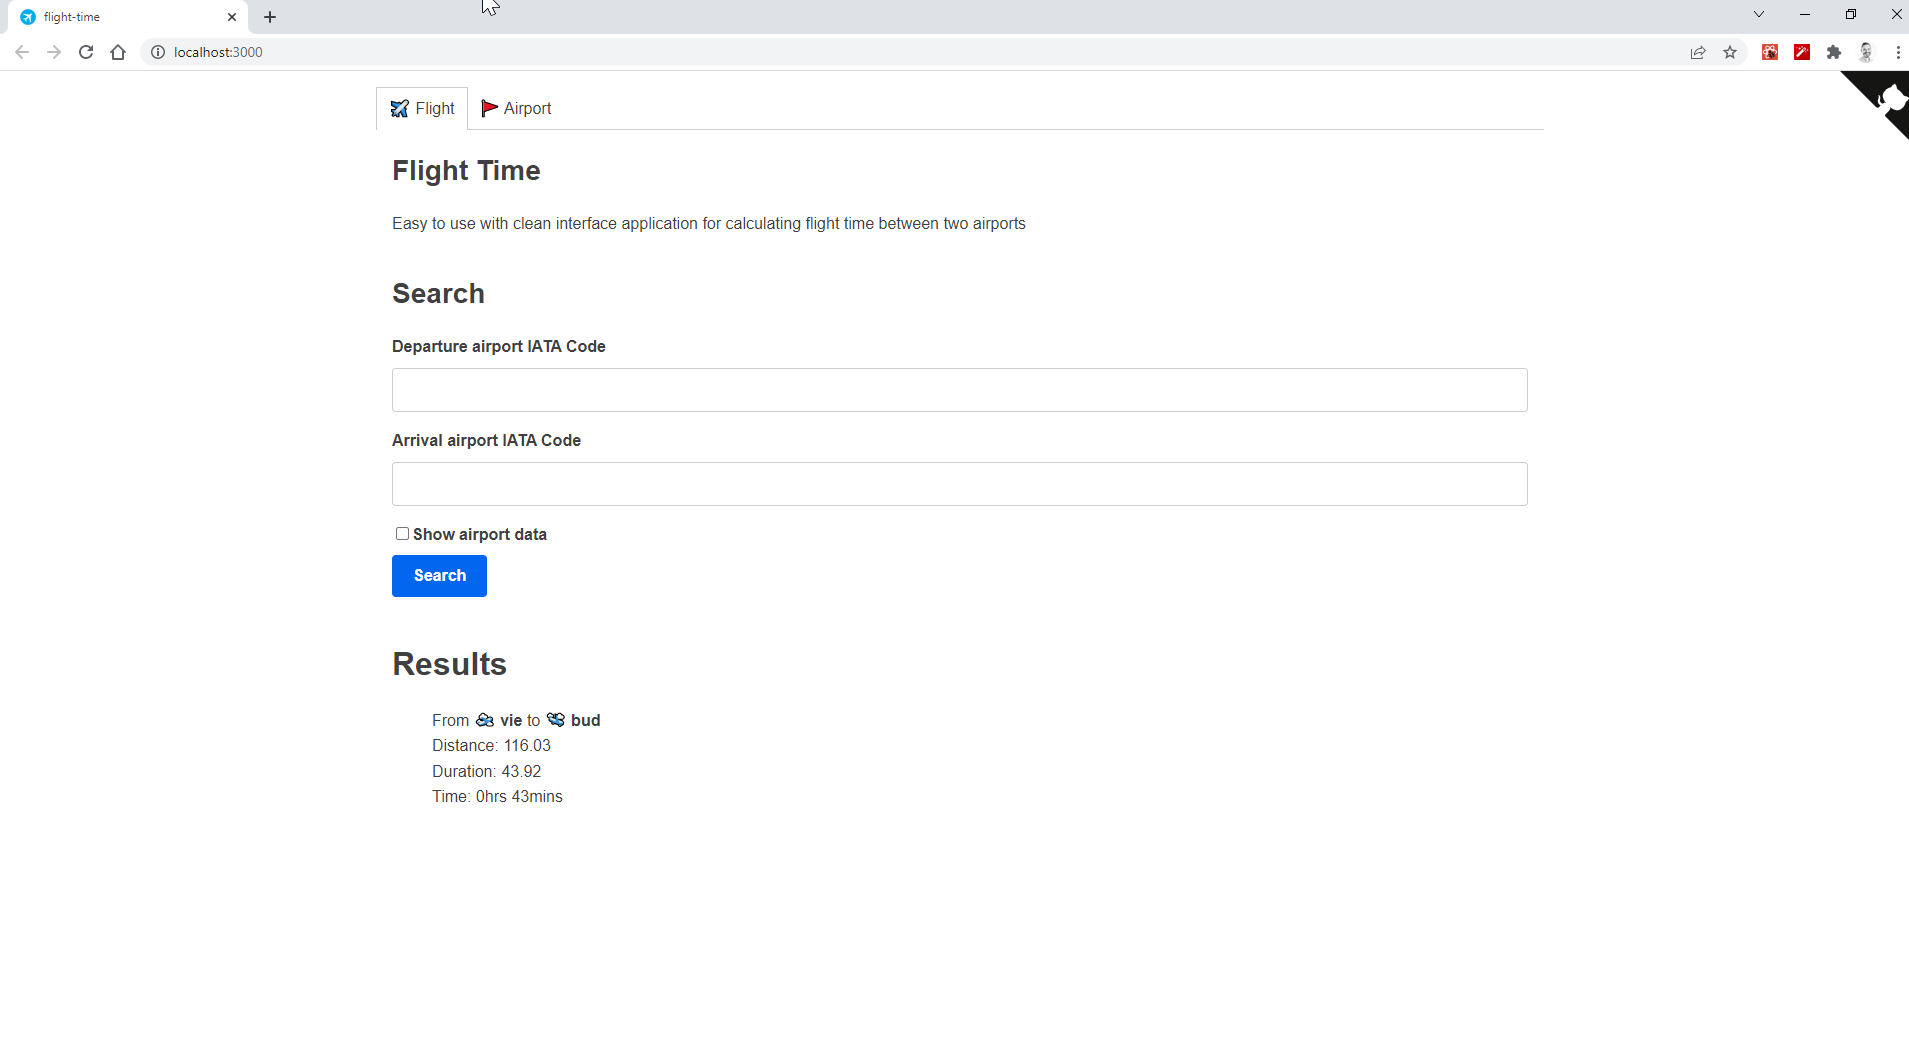 flight-time
localhost:3000
Flight
Airport
Flight Time
Easy to use with clean interface application for calculating flight time between two airports
Search
Departure airport IATA Code
Arrival airport IATA Code
Show airport data
Search
Results
From vie to bud
Distance: 116.03
Duration: 43.92
Time: 0hrs 43mins